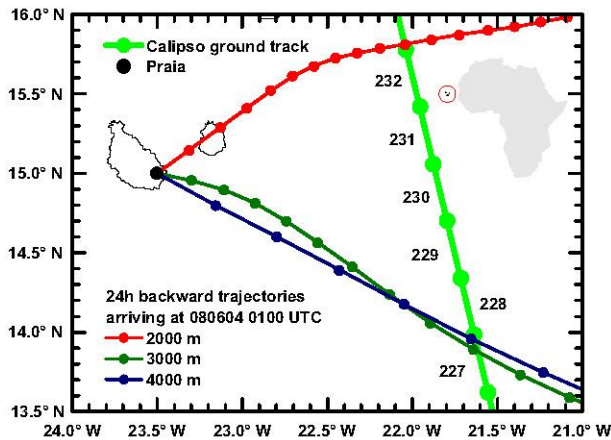 16.0° N
15.5° N
15.0° N
14.5° N
14.0° N
13.5° N
Calipso ground track
Praia
232
231
230
229
228
227
24h backward trajectories
arriving at 080604 0100 UTC
2000 m
3000 m
4000 m
24.0° W 23.5° W 23.0° W 22.5° W 22.0° W 21.5° W 21.0° W